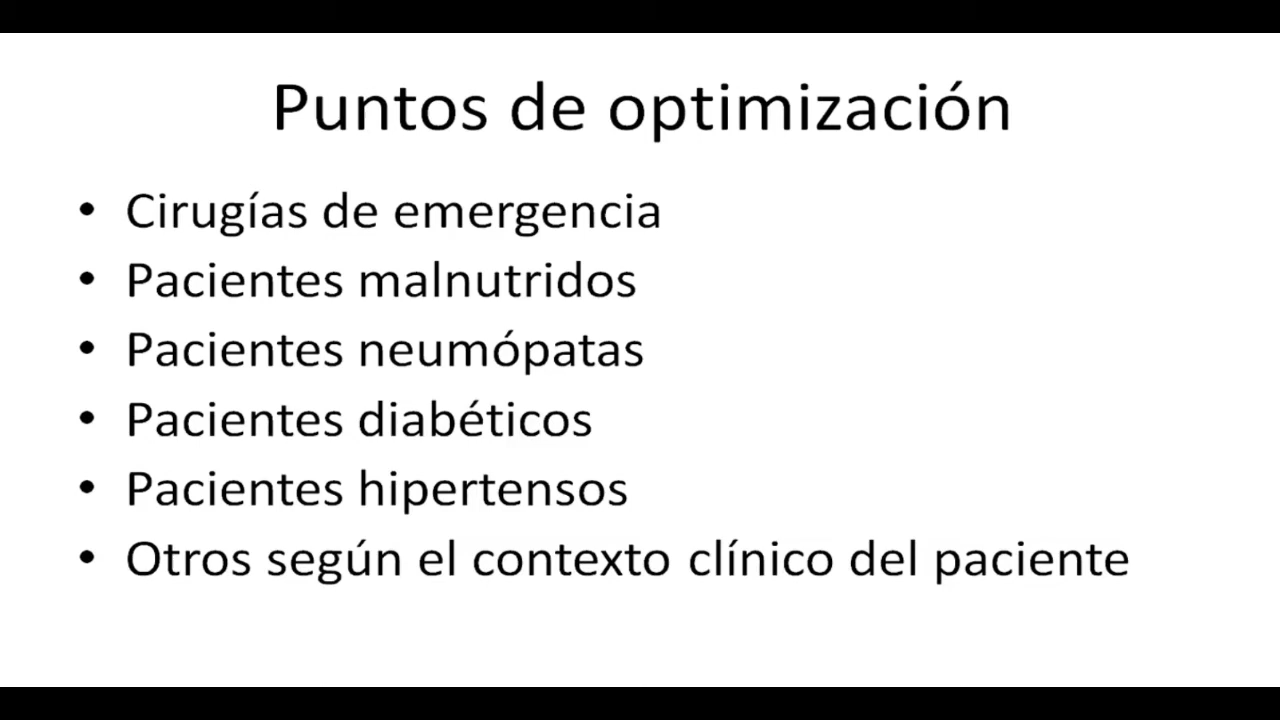 Puntos de optimización
• Cirugías de emergencia
• Pacientes malnutridos
• Pacientes neumópatas
• Pacientes diabéticos
• Pacientes hipertensos
• Otros según el contexto clínico del paciente